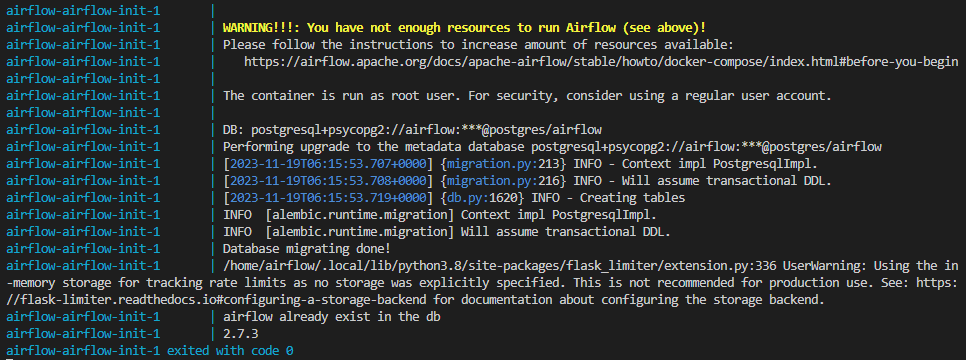 airflow-airflow-init-1 |
airflow-airflow-init-1 | WARNING!!!: You have not enough resources to run Airflow (see above)!
airflow-airflow-init-1 | Please follow the instructions to increase amount of resources available:
airflow-airflow-init-1 | https://airflow.apache.org/docs/apache-airflow/stable/howto/docker-compose/index.html#before-you-begin
airflow-airflow-init-1 |
airflow-airflow-init-1 | The container is run as root user. For security, consider using a regular user account.
airflow-airflow-init-1 |
airflow-airflow-init-1 | DB: postgresql+psycopg2://airflow:***@postgres/airflow
airflow-airflow-init-1 | Performing upgrade to the metadata database postgresql+psycopg2://airflow:***@postgres/airflow
airflow-airflow-init-1 | [2023-11-19T06:15:53.707+0000] {migration.py:213} INFO - Context impl PostgresqlImpl.
airflow-airflow-init-1 | [2023-11-19T06:15:53.708+0000] {migration.py:216} INFO - Will assume transactional DDL.
airflow-airflow-init-1 | [2023-11-19T06:15:53.719+0000] {db.py:1620} INFO - Creating tables
airflow-airflow-init-1 | INFO  [alembic.runtime.migration] Context impl PostgresqlImpl.
airflow-airflow-init-1 | INFO  [alembic.runtime.migration] Will assume transactional DDL.
airflow-airflow-init-1 | Database migrating done!
airflow-airflow-init-1 | /home/airflow/.local/lib/python3.8/site-packages/flask_limiter/extension.py:336 UserWarning: Using the in
-memory storage for tracking rate limits as no storage was explicitly specified. This is not recommended for production use. See: https:
//flask-limiter.readthedocs.io#configuring-a-storage-backend for documentation about configuring the storage backend.
airflow-airflow-init-1 | airflow already exist in the db
airflow-airflow-init-1 | 2.7.3
airflow-airflow-init-1 exited with code 0